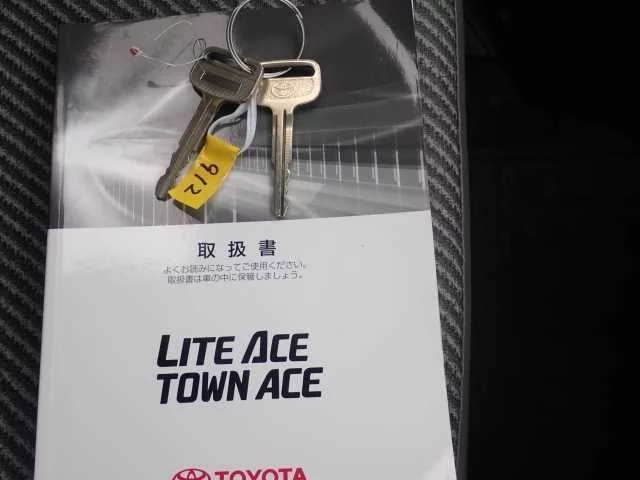 912
取扱書
よくお読みになってご使用ください。
取扱書は車の中に保管しましょう。
LITE ACE
TOWN ACE
TOYOTA